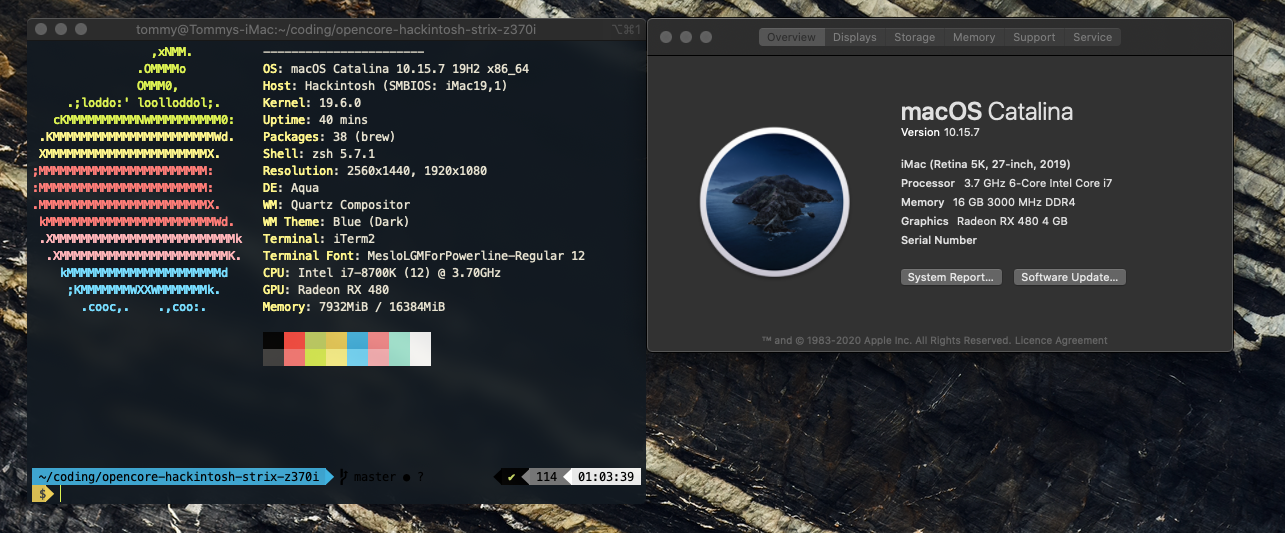 tommy@Tommys-iMac:~/coding/opencore-hackintosh-strix-z370i
⌥⌘1
,xNMM.
.OMMMMo
OMMM0,
.;loddo:' loolloddol;.
cKMMMMMMMMMMNWMMMMMMMMMM0:
.KMMMMMMMMMMMMMMMMMMMMMMMWd.
XMMMMMMMMMMMMMMMMMMMMMMMX.
;MMMMMMMMMMMMMMMMMMMMMMMM:
:MMMMMMMMMMMMMMMMMMMMMMMM:
.MMMMMMMMMMMMMMMMMMMMMMMMX.
kMMMMMMMMMMMMMMMMMMMMMMMMWd.
.XMMMMMMMMMMMMMMMMMMMMMMMMMMk
.XMMMMMMMMMMMMMMMMMMMMMMMMK.
kMMMMMMMMMMMMMMMMMMMMMMd
;KMMMMMMMWXXWMMMMMMMk.
.cooc,. .,coo:.
-----------------------
OS: macOS Catalina 10.15.7 19H2 x86_64
Host: Hackintosh (SMBIOS: iMac19,1)
Kernel: 19.6.0
Uptime: 40 mins
Packages: 38 (brew)
Shell: zsh 5.7.1
Resolution: 2560x1440, 1920x1080
DE: Aqua
WM: Quartz Compositor
WM Theme: Blue (Dark)
Terminal: iTerm2
Terminal Font: MesloLGMForPowerline-Regular 12
CPU: Intel i7-8700K (12) @ 3.70GHz
GPU: Radeon RX 480
Memory: 7932MiB / 16384MiB
~/coding/opencore-hackintosh-strix-z370i master ● ? ✔ 114 01:03:39
$
Overview Displays Storage Memory Support Service
macOS Catalina
Version 10.15.7
iMac (Retina 5K, 27-inch, 2019)
Processor 3.7 GHz 6-Core Intel Core i7
Memory 16 GB 3000 MHz DDR4
Graphics Radeon RX 480 4 GB
Serial Number
System Report... Software Update...
™ and © 1983-2020 Apple Inc. All Rights Reserved. Licence Agreement